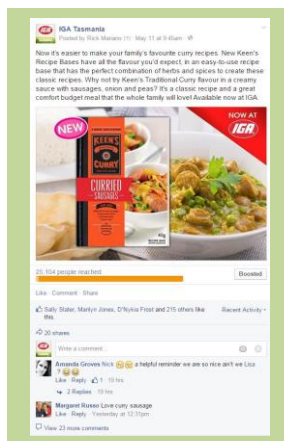 IGA Tasmania
Posted by Rick Mariano · May 11 at 9:45am
Now it's easier to make your family's favourite curry recipes. New Keen's
Recipe Bases have all the flavour you'd expect, in an easy-to-use recipe
base that has the perfect combination of herbs and spices to create these
classic recipes. Why not try Keen's Traditional Curry flavour in a creamy
sauce with sausages, onion and peas? It's a classic recipe and a great
comfort budget meal that the whole family will love! Available now at IGA.
NEW
KEEN'S
CURRY
CURRIED
SAUSAGES
NOW AT
IGA
people reached
Boosted
Like Comment Share
Sally Slater, Marilyn Jones, D'Nyka Frost and 215 others like
this.
Recent Activity
20 shares
Write a comment...
Amanda Groves Nick a helpful reminder we are so nice ain't we Lisa
?
Like · Reply · 1 · 19 hrs
2 Replies · 19 hrs
Margaret Russo Love curry sausage
Like · Reply · Yesterday at 12:31pm
View 23 more comments